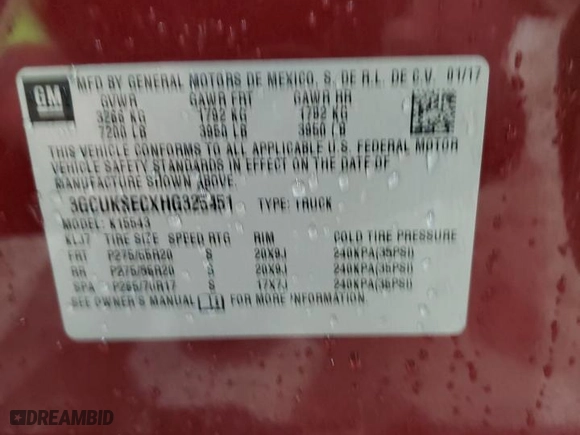 GM
MFD BY GENERAL MOTORS DE MEXICO, S. DE R.L. DE C.V. 01/17
GVWR GAWR FRT GAWR RR
3266 KG 1792 KG 1792 KG
7200 LB 3950 LB 3950 LB
THIS VEHICLE CONFORMS TO ALL APPLICABLE U.S. FEDERAL MOTOR
VEHICLE SAFETY STANDARDS IN EFFECT ON THE DATE OF
MANUFACTURE SHOWN ABOVE.
3GCUKSECXHG325451 TYPE: TRUCK
MODEL: K15543
TIRE SIZE SPEED RTG RIM COLD TIRE PRESSURE
FRT P275/55R20 S 20X9J 240KPA(35PSI)
RR P275/55R20 S 20X9J 240KPA(35PSI)
SPA P265/70R17 S 17X7J 240KPA(35PSI)
SEE OWNER'S MANUAL FOR MORE INFORMATION.
DREAMBID